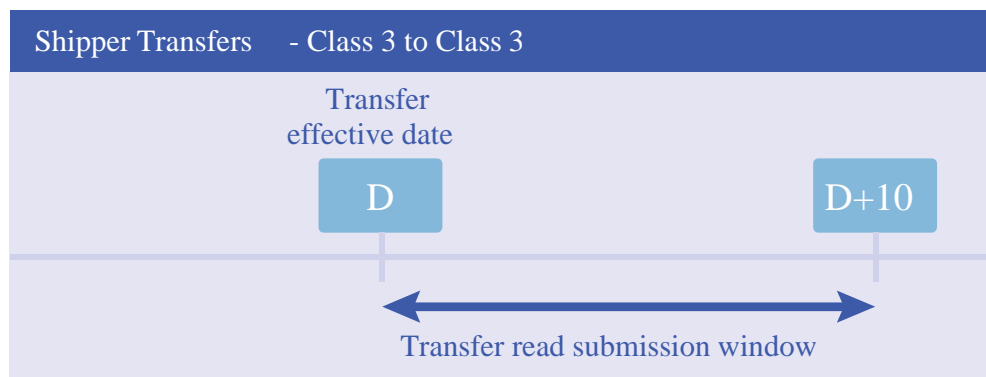 Shipper Transfers - Class 3 to Class 3
Transfer
effective date
D
D+10
Transfer read submission window